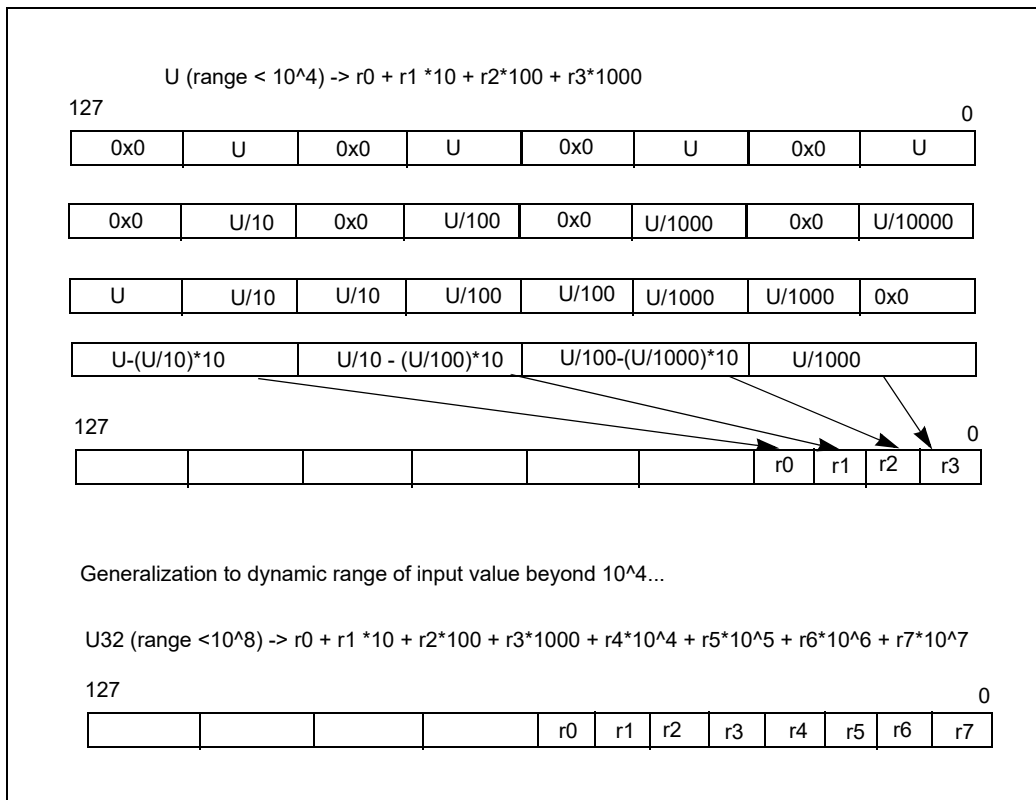 U (range < 10^4) -> r0 + r1 *10 + r2*100 + r3*1000
127 0
0x0 U 0x0 U 0x0 U 0x0 U
0x0 U/10 0x0 U/100 0x0 U/1000 0x0 U/10000
U U/10 U/10 U/100 U/100 U/1000 U/1000 0x0
U-(U/10)*10 U/10 - (U/100)*10 U/100-(U/1000)*10 U/1000
127 0
r0 r1 r2 r3
Generalization to dynamic range of input value beyond 10^4...
U32 (range <10^8) -> r0 + r1 *10 + r2*100 + r3*1000 + r4*10^4 + r5*10^5 + r6*10^6 + r7*10^7
127 0
r0 r1 r2 r3 r4 r5 r6 r7